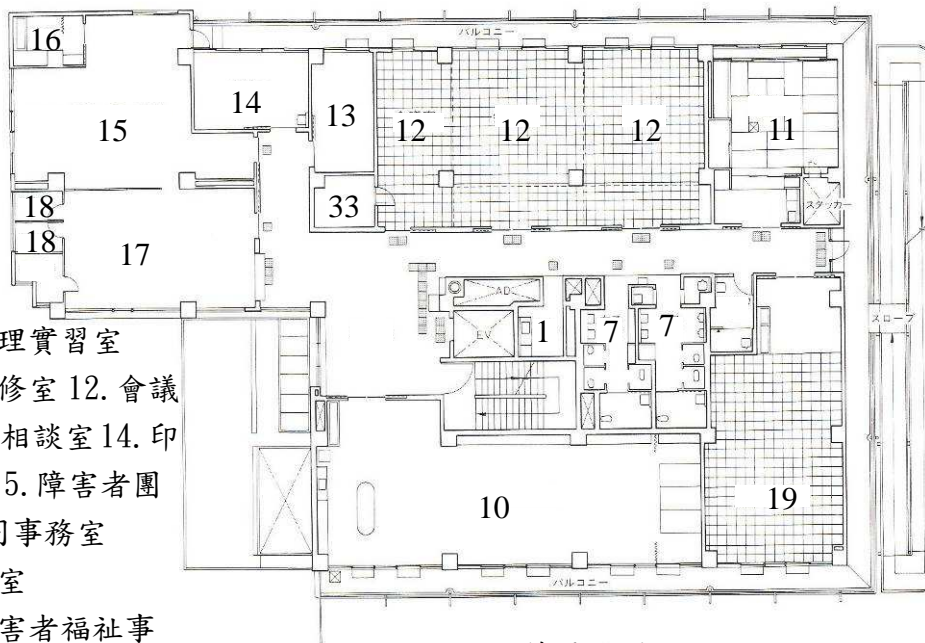 16
バルコニー
14
13
15
12
12
12
11
33
18
スタッカー
18
17
AD
1
7
7
EV
スロープ
理實習室
修室 12.會議
相談室14.印
5.障害者團
事務室
室
害者福祉事
10
19
バルコニー